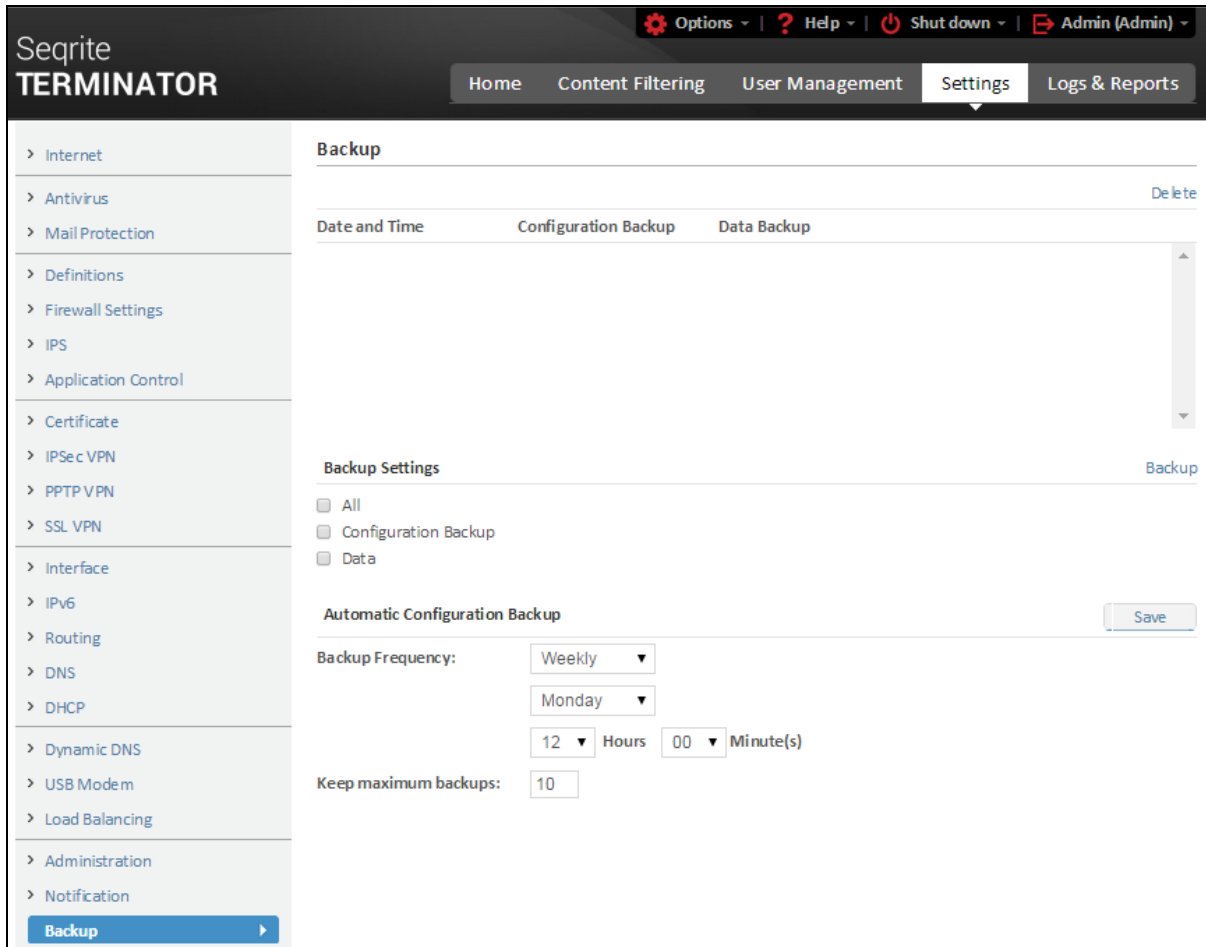 Options | Help | Shut down | Admin (Admin)
Seqrite
TERMINATOR
Home Content Filtering User Management Settings Logs & Reports
Internet
Antivirus
Mail Protection
Definitions
Firewall Settings
IPS
Application Control
Certificate
IPSec VPN
PPTP VPN
SSL VPN
Interface
IPv6
Routing
DNS
DHCP
Dynamic DNS
USB Modem
Load Balancing
Administration
Notification
Backup
Backup
Delete
Date and Time Configuration Backup Data Backup
Backup Settings Backup
All
Configuration Backup
Data
Automatic Configuration Backup Save
Backup Frequency: Weekly
Monday
12 Hours 00 Minute(s)
Keep maximum backups: 10